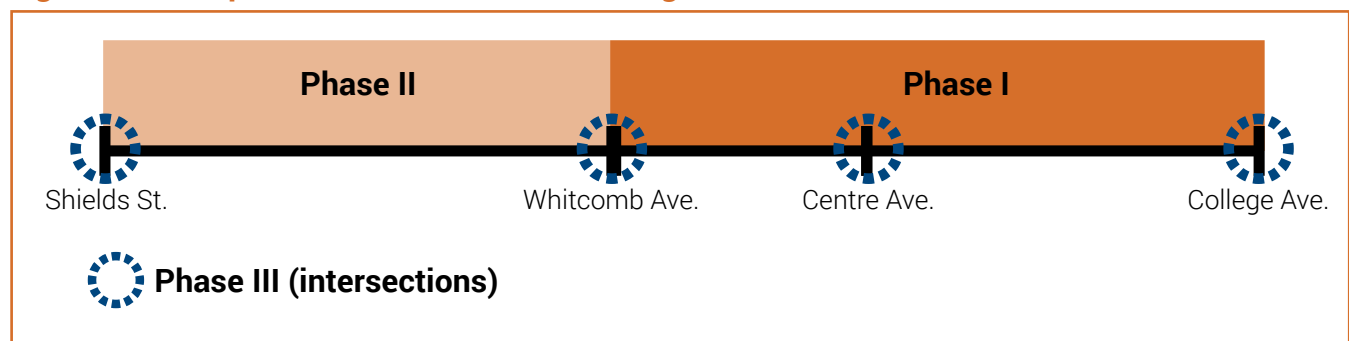 Phase II
Phase I
Shields St.
Whitcomb Ave.
Centre Ave.
College Ave.
Phase III (intersections)